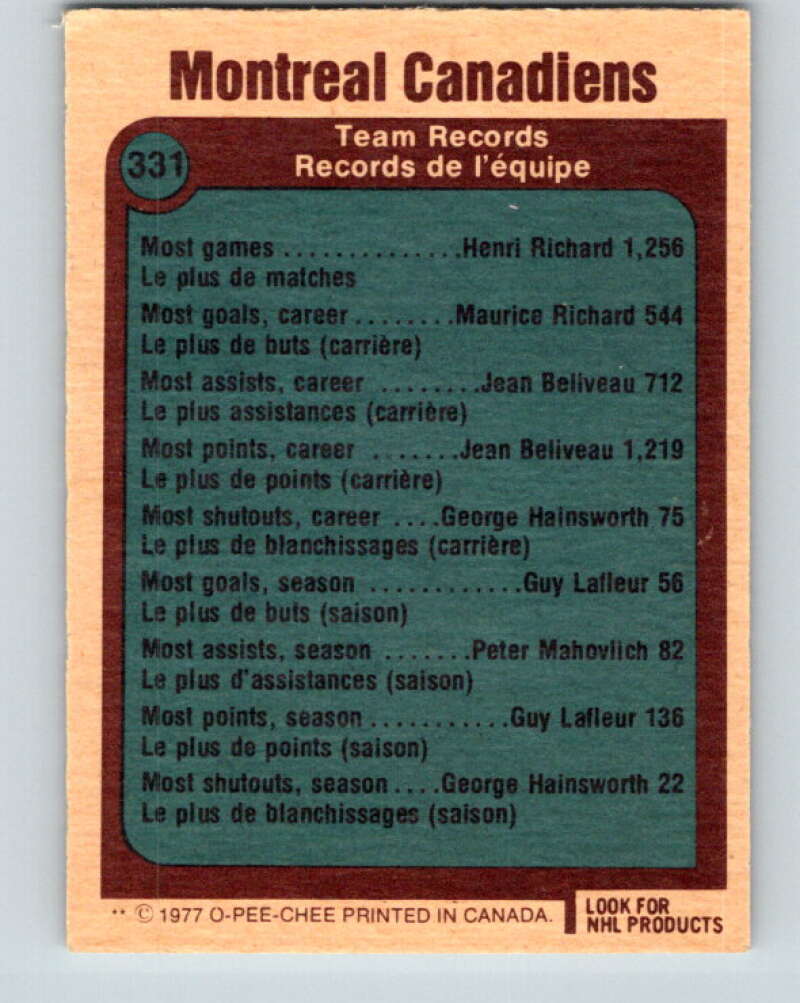 Montreal Canadiens
331
Team Records
Records de l'équipe
Most games ..............Henri Richard 1,256
Le plus de matches
Most goals, career........Maurice Richard 544
Le plus de buts (carrière)
Most assists, career ........Jean Beliveau 712
Le plus assistances (carrière)
Most points, career .......Jean Beliveau 1,219
Le plus de points (carrière)
Most shutouts, career ....George Hainsworth 75
Le plus de blanchissages (carrière)
Most goals, season ............Guy Lafleur 56
Le plus de buts (saison)
Most assists, season .......Peter Mahovlich 82
Le plus d'assistances (saison)
Most points, season...........Guy Lafleur 136
Le plus de points (saison)
Most shutouts, season....George Hainsworth 22
Le plus de blanchissages (saison)
** © 1977 O-PEE-CHEE PRINTED IN CANADA.
LOOK FOR
NHL PRODUCTS